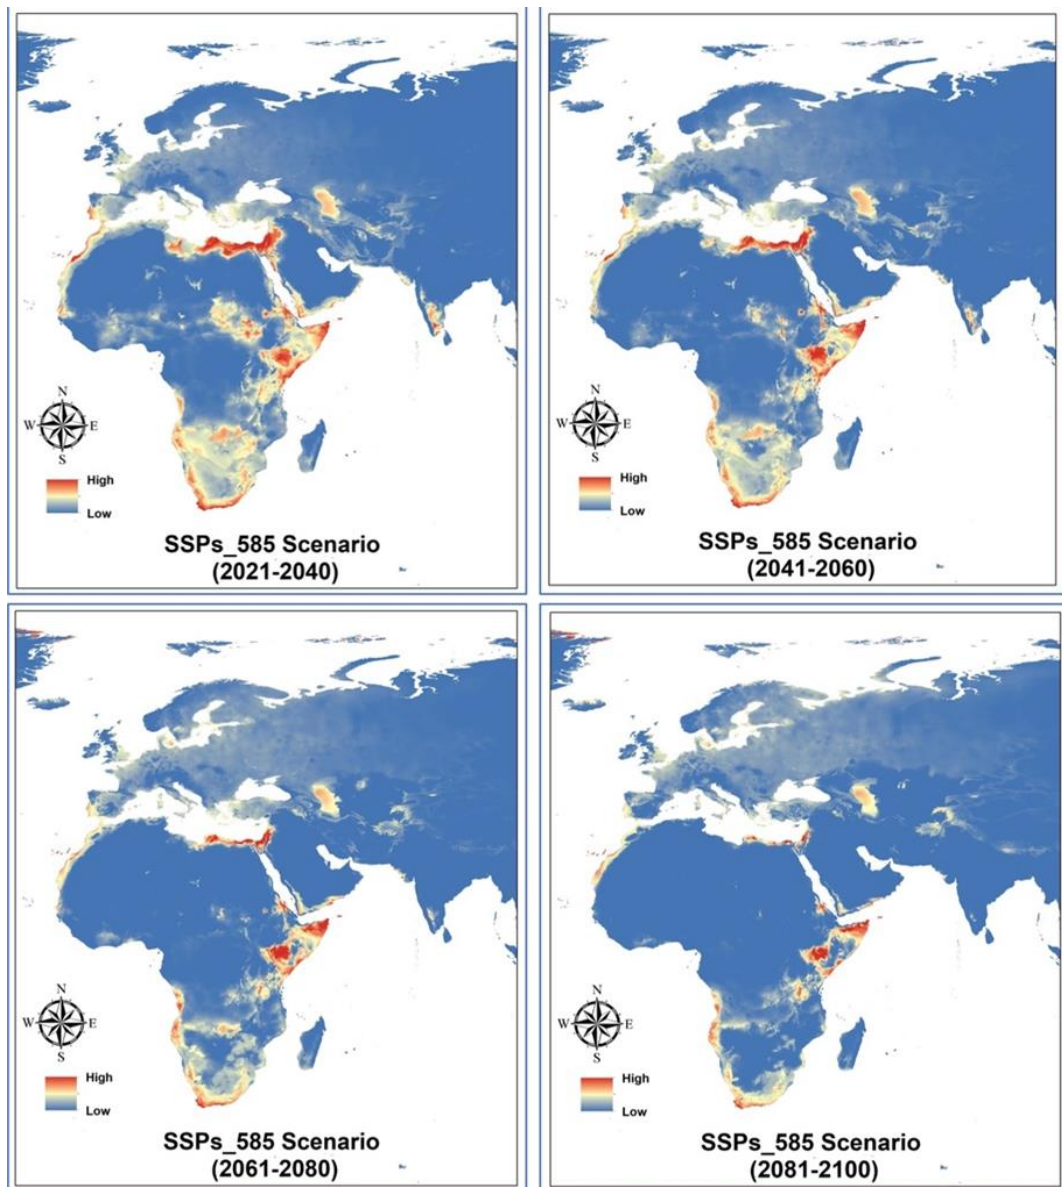 N
W E
S
High
Low
SSPs_585 Scenario
(2021-2040)
N
W E
S
High
Low
SSPs_585 Scenario
(2041-2060)
N
W E
S
High
Low
SSPs_585 Scenario
(2061-2080)
N
W E
S
High
Low
SSPs_585 Scenario
(2081-2100)